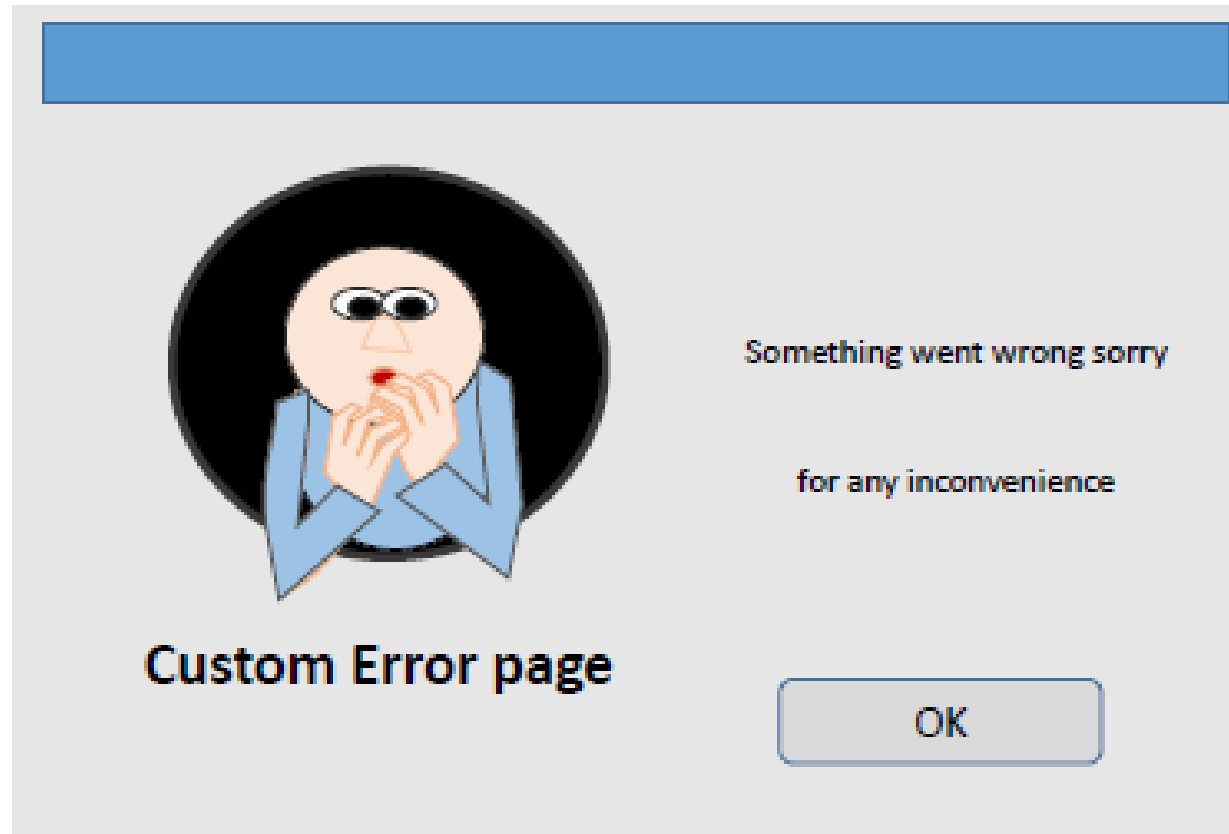 Something went wrong sorry
for any inconvenience
Custom Error page
OK